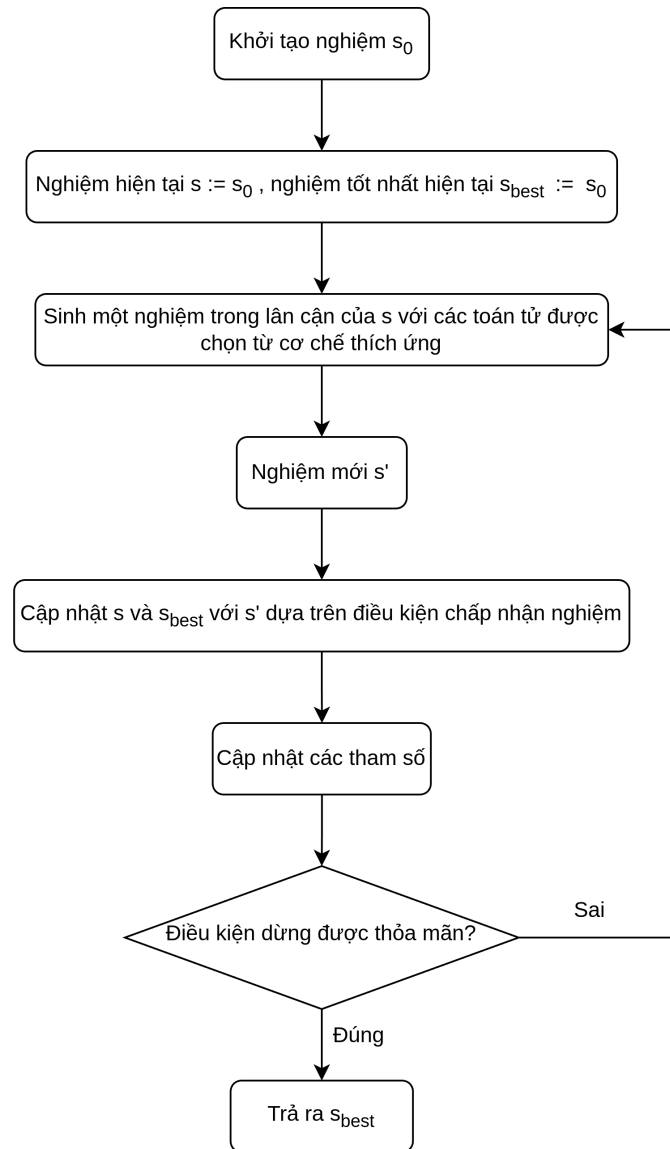 Khởi tạo nghiệm s₀
Nghiệm hiện tại s := s₀ , nghiệm tốt nhất hiện tại s_best := s₀
Sinh một nghiệm trong lân cận của s với các toán tử được
chọn từ cơ chế thích ứng
Nghiệm mới s'
Cập nhật s và s_best với s' dựa trên điều kiện chấp nhận nghiệm
Cập nhật các tham số
Điều kiện dừng được thỏa mãn?
Sai
Đúng
Trả ra s_best